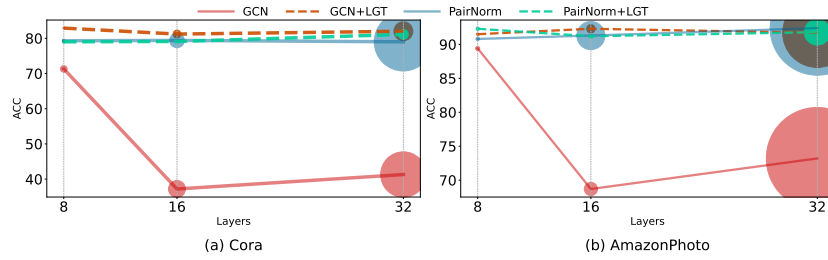 GCN GCN+LGT PairNorm PairNorm+LGT
80
70
60
50
40
ACC
8 16 32
Layers
(a) Cora
90
85
80
75
70
ACC
8 16 32
Layers
(b) AmazonPhoto